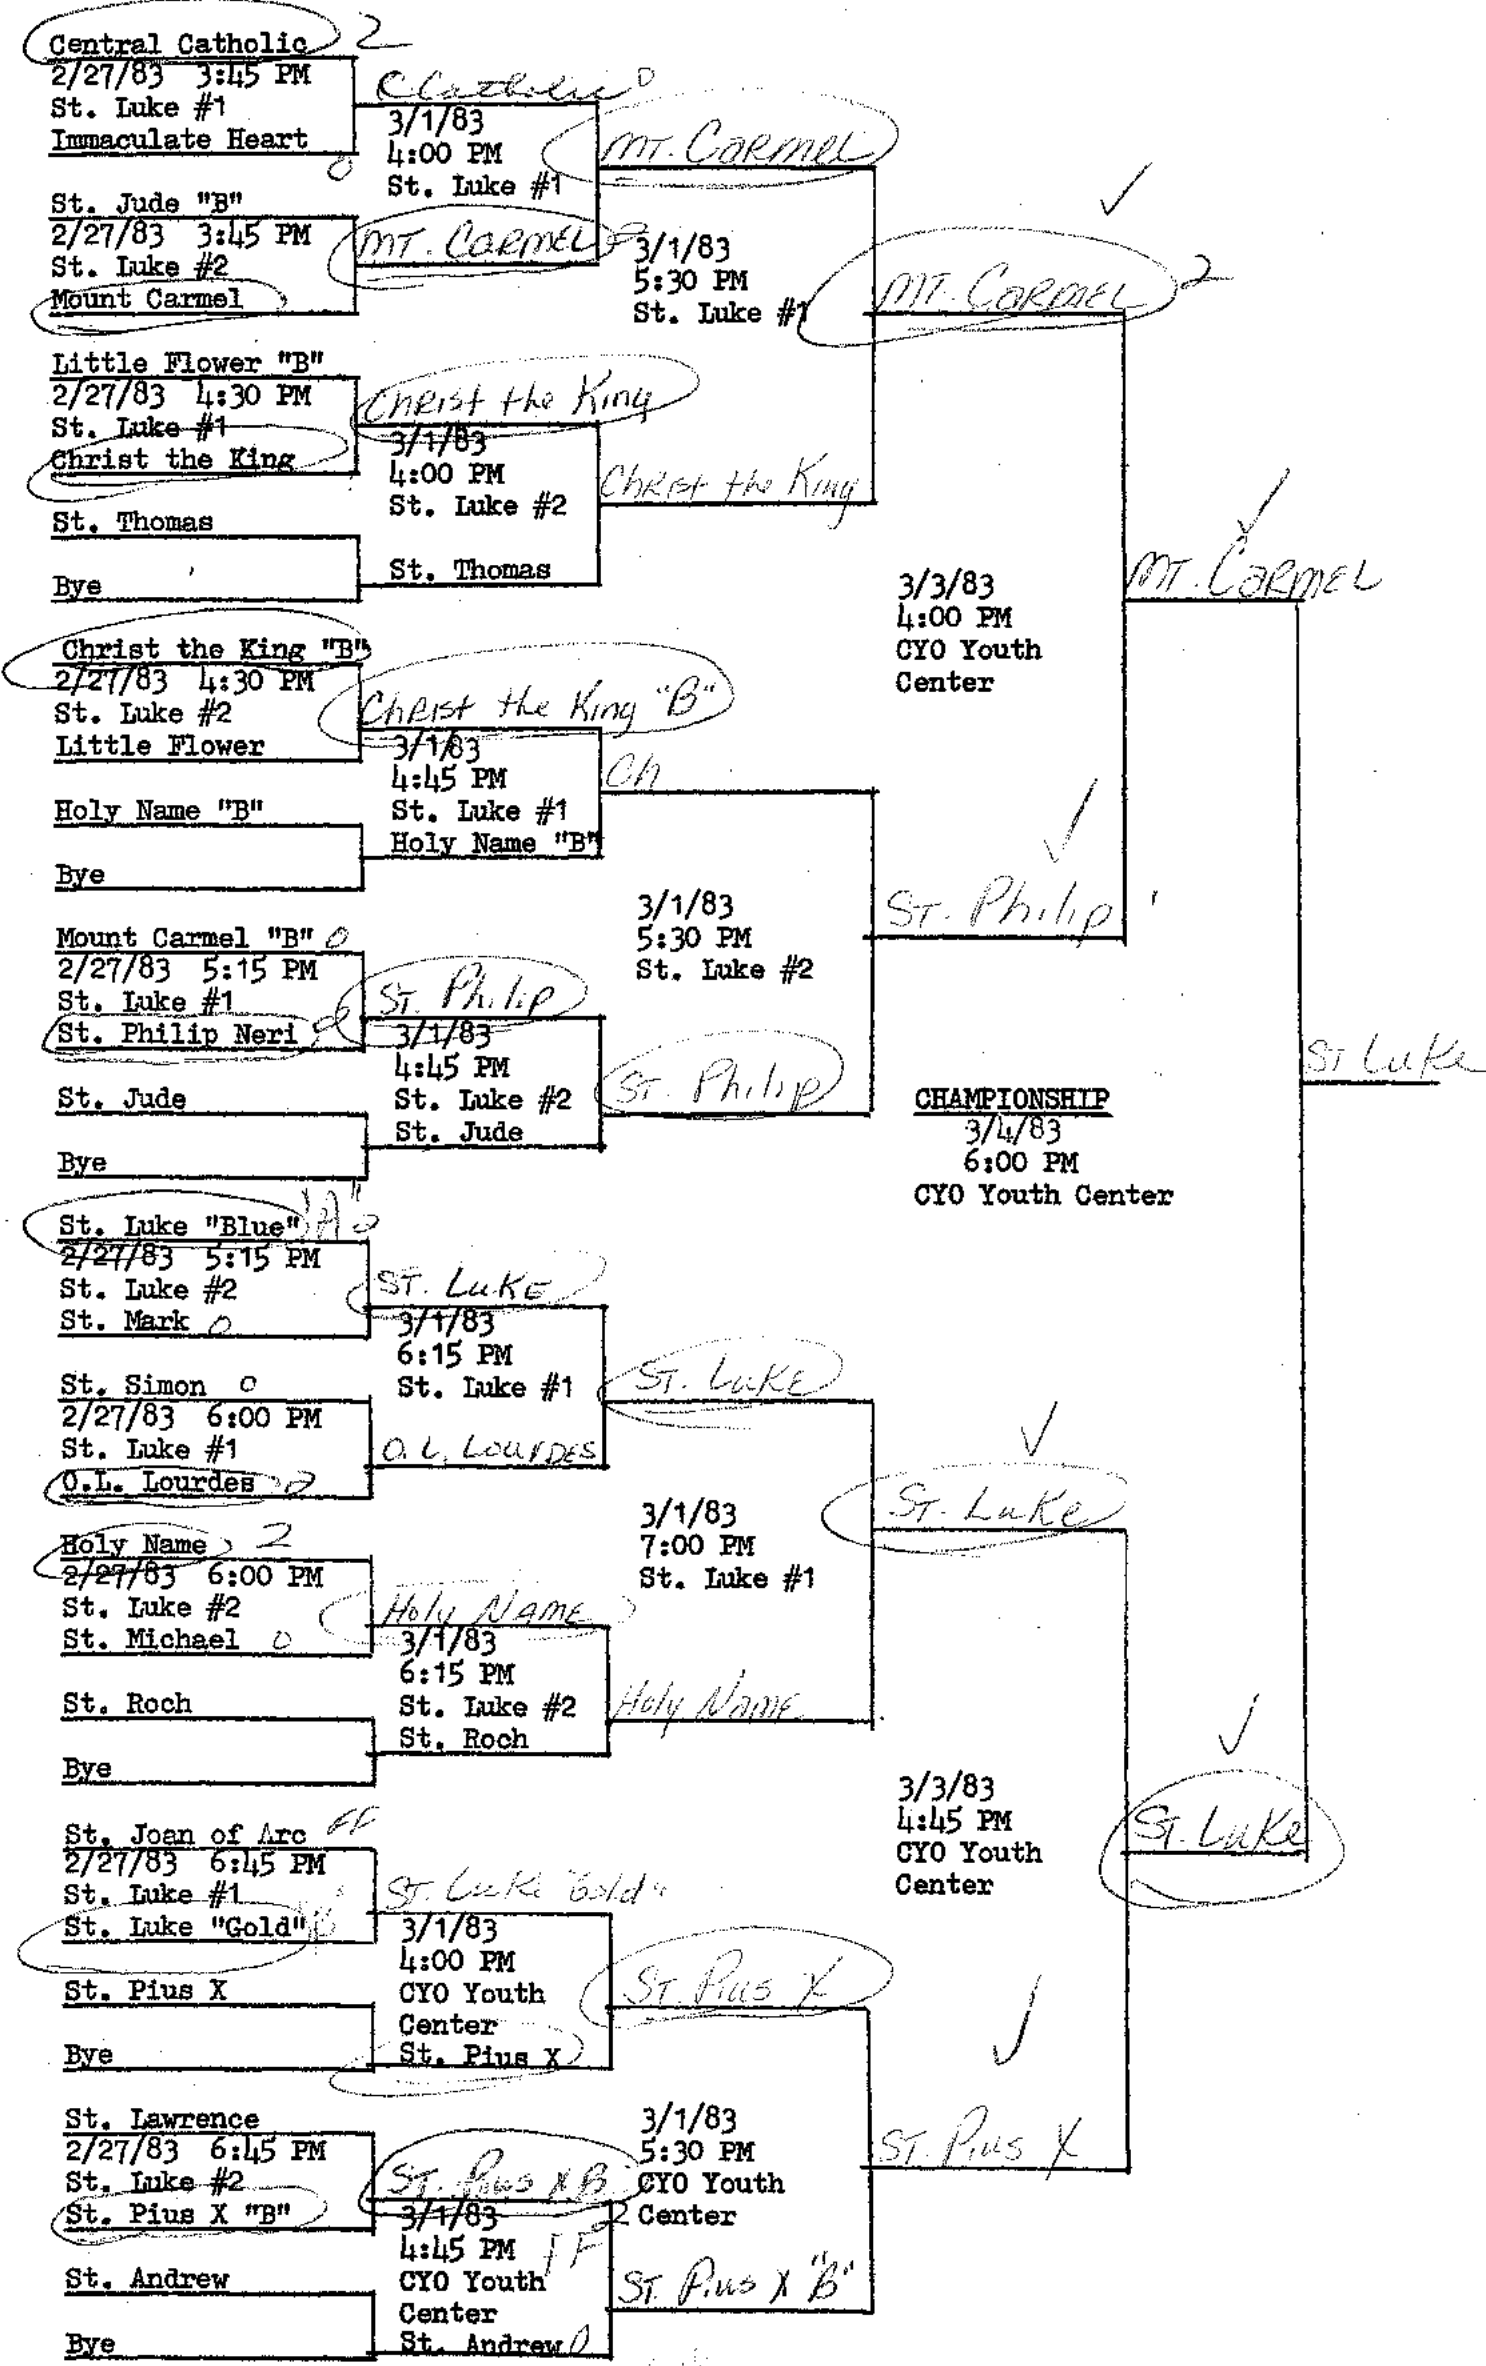 Central Catholic 2
2/27/83 3:45 PM
St. Luke #1
Immaculate Heart
0
C Catholic 0
3/1/83
4:00 PM
St. Luke #1
St. Jude "B"
2/27/83 3:45 PM
St. Luke #2
Mount Carmel
MT. CARMEL 2
MT. CARMEL
3/1/83
5:30 PM
St. Luke #1
MT. CARMEL 2
Little Flower "B"
2/27/83 4:30 PM
St. Luke #1
Christ the King
Christ the King
3/1/83
4:00 PM
St. Luke #2
Christ the King
St. Thomas
Bye
St. Thomas
3/3/83
4:00 PM
CYO Youth
Center
MT. CARMEL
Christ the King "B"
2/27/83 4:30 PM
St. Luke #2
Little Flower
Christ the King "B"
3/1/83
4:45 PM
St. Luke #1
Holy Name "B"
Ch
Holy Name "B"
Bye
3/1/83
5:30 PM
St. Luke #2
St. Philip
Mount Carmel "B" 0
2/27/83 5:15 PM
St. Luke #1
St. Philip Neri 2
St. Philip
3/1/83
4:45 PM
St. Luke #2
St. Jude
St. Philip
St. Jude
Bye
CHAMPIONSHIP
3/4/83
6:00 PM
CYO Youth Center
St Luke
St. Luke "Blue" "A" 2
2/27/83 5:15 PM
St. Luke #2
St. Mark 0
ST. LUKE
3/1/83
6:15 PM
St. Luke #1
St. Luke
St. Simon 0
2/27/83 6:00 PM
St. Luke #1
O.L. Lourdes 2
O.L. LOURDES
3/1/83
7:00 PM
St. Luke #1
St. Luke
Holy Name 2
2/27/83 6:00 PM
St. Luke #2
St. Michael 0
Holy NAME
3/1/83
6:15 PM
St. Luke #2
St. Roch
Holy NAME
St. Roch
Bye
3/3/83
4:45 PM
CYO Youth
Center
St. Luke
St. Joan of Arc FF
2/27/83 6:45 PM
St. Luke #1
St. Luke "Gold"
St. Luke "Gold"
3/1/83
4:00 PM
CYO Youth
Center
St. Pius X
St. Pius X
St. Pius X
Bye
3/1/83
5:30 PM
CYO Youth
Center
St. Pius X
St. Lawrence
2/27/83 6:45 PM
St. Luke #2
St. Pius X "B"
St. Pius X B
2
3/1/83
4:45 PM
CYO Youth
Center
St. Andrew 0
St. Pius X "B"
St. Andrew
Bye